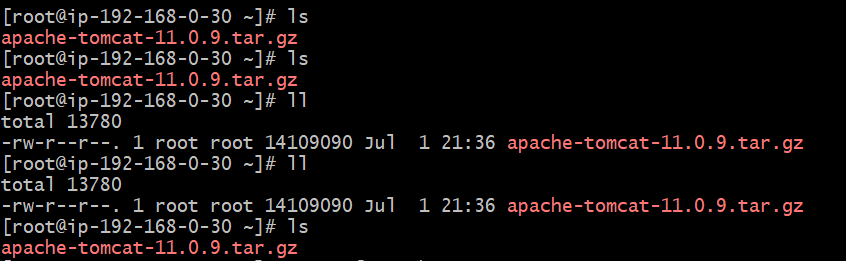 [root@ip-192-168-0-30 ~]# ls
apache-tomcat-11.0.9.tar.gz
[root@ip-192-168-0-30 ~]# ls
apache-tomcat-11.0.9.tar.gz
[root@ip-192-168-0-30 ~]# ll
total 13780
-rw-r--r--. 1 root root 14109090 Jul  1 21:36 apache-tomcat-11.0.9.tar.gz
[root@ip-192-168-0-30 ~]# ll
total 13780
-rw-r--r--. 1 root root 14109090 Jul  1 21:36 apache-tomcat-11.0.9.tar.gz
[root@ip-192-168-0-30 ~]# ls
apache-tomcat-11.0.9.tar.gz